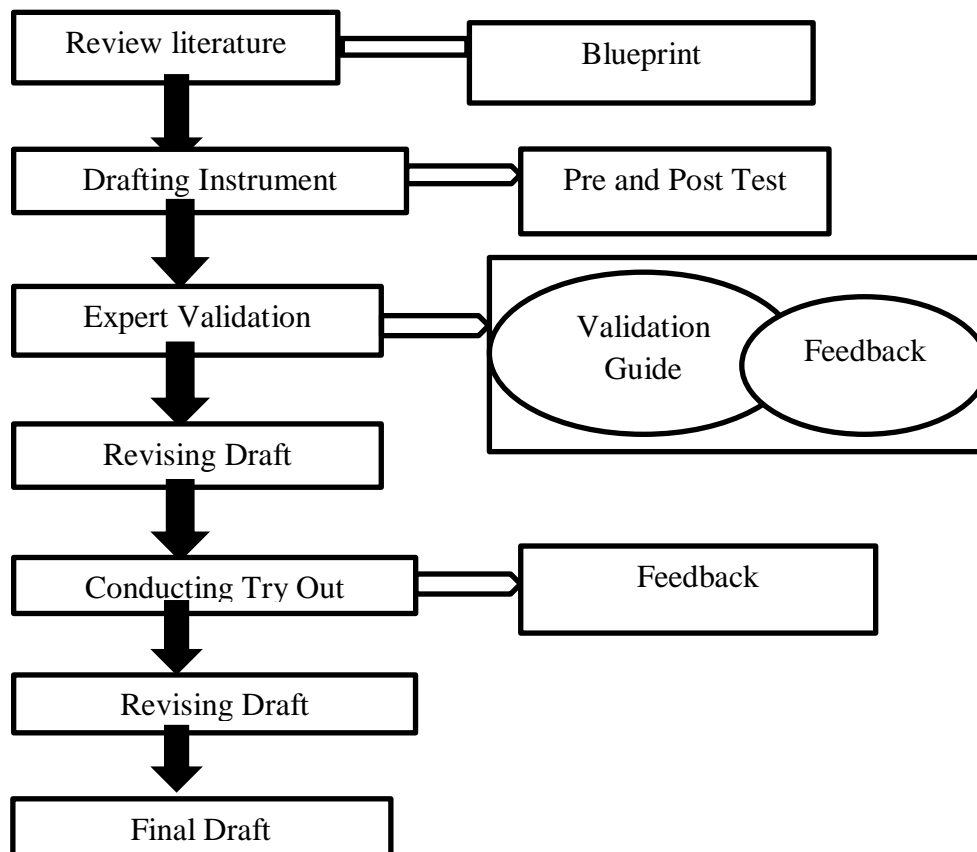 Review literature
Blueprint
Drafting Instrument
Pre and Post Test
Expert Validation
Validation
Guide
Feedback
Revising Draft
Conducting Try Out
Feedback
Revising Draft
Final Draft